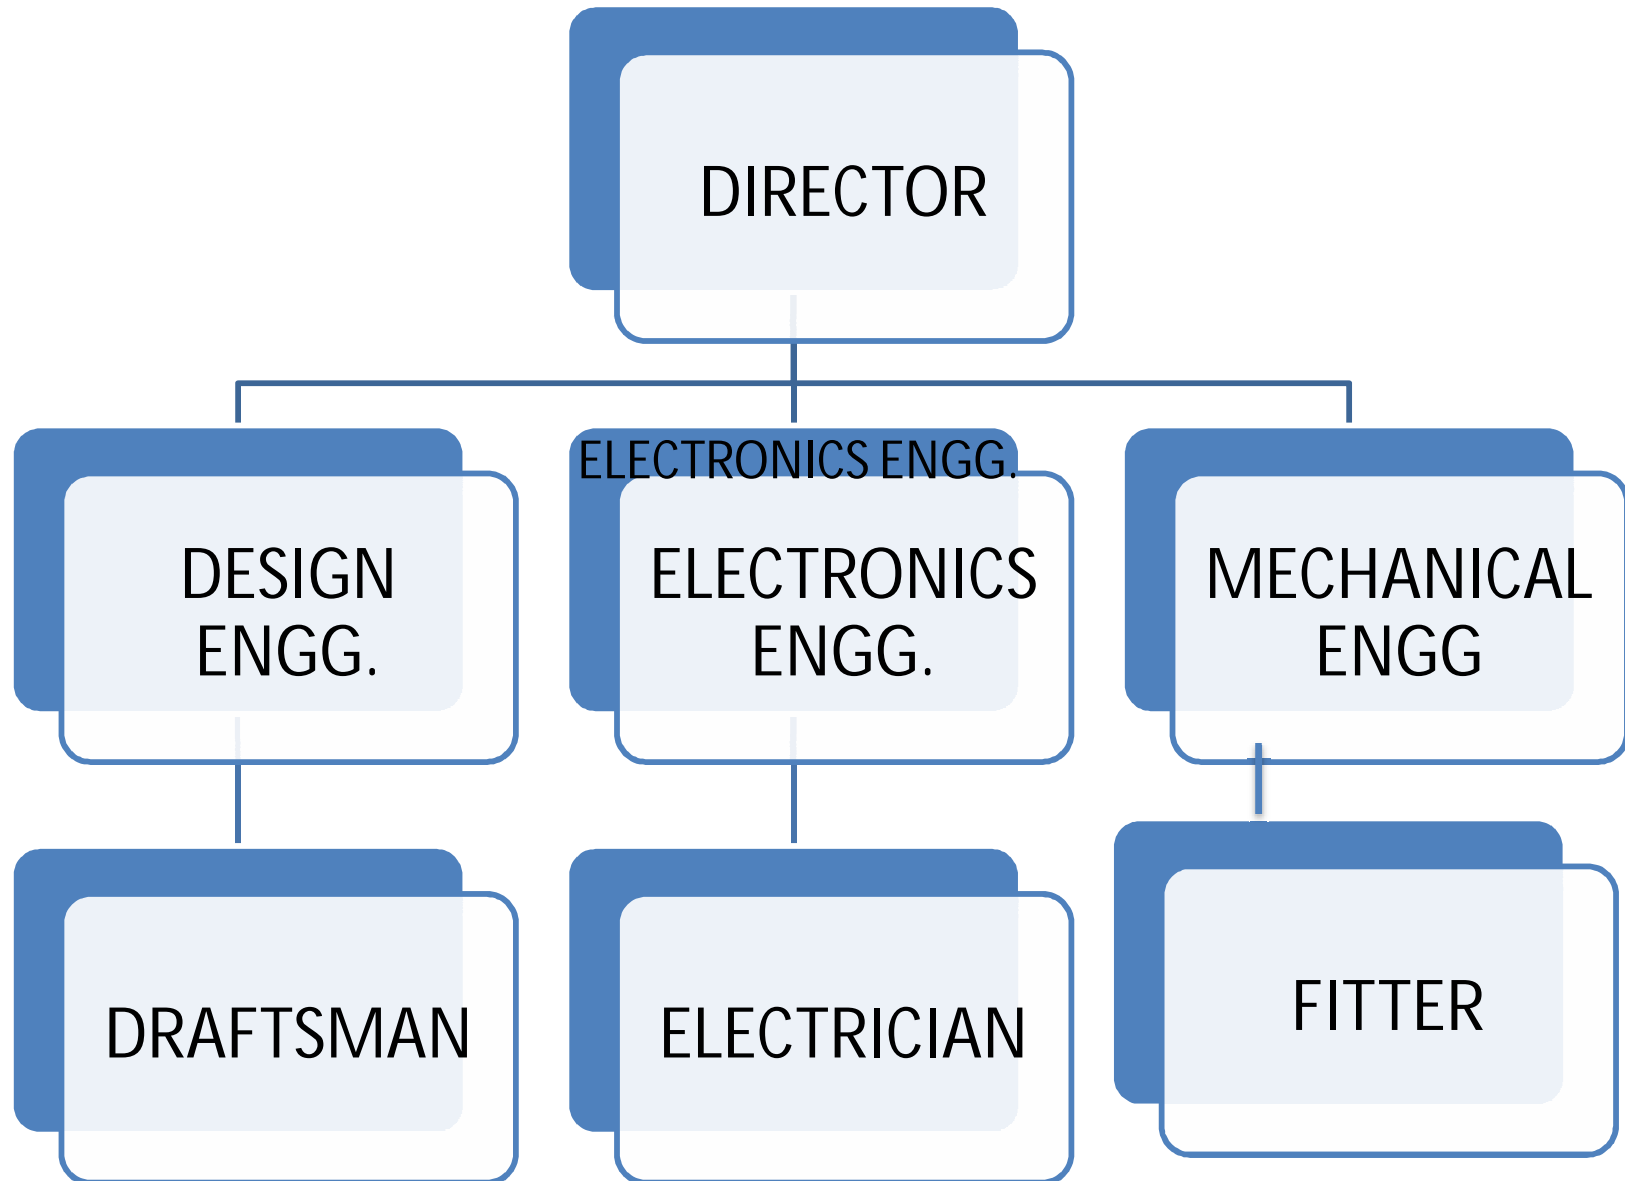 DIRECTOR
ELECTRONICS ENGG.
DESIGN
ENGG.
ELECTRONICS
ENGG.
MECHANICAL
ENGG
DRAFTSMAN
ELECTRICIAN
FITTER